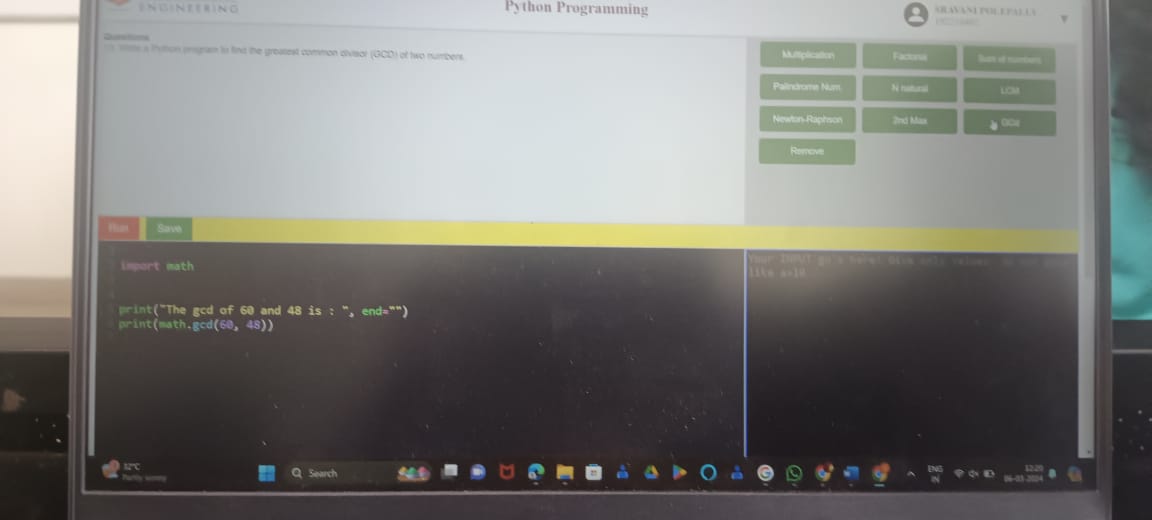 ENGINEERING
Python Programming
SRAVANI POLEPALLY
Questions
Write a Python program to find the greatest common divisor (GCD) of two numbers.
Multiplication
Factorial
Sum of numbers
Palindrome Num.
N natural
LCM
Newton-Raphson
2nd Max
GCd
Remove
Run
Save
import math
print("The gcd of 60 and 48 is : ", end="")
print(math.gcd(60, 48))
Your INPUT go's here! Give only values
like a=10
32°C
Partly sunny
Search
ENG
IN
12:20
06-03-2024